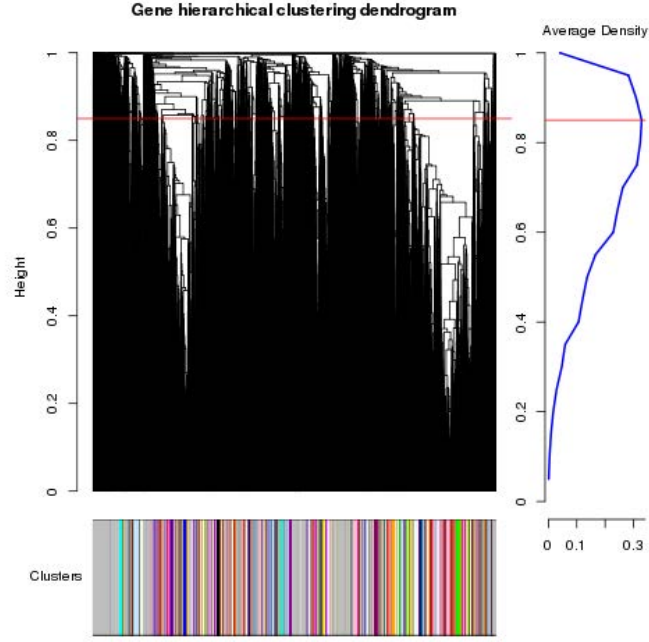 Gene hierarchical clustering dendrogram
Average Density
1
0.8
0.6
0.4
0.2
0
Height
1
0.8
0.6
0.4
0.2
0
0 0.1 0.3
Clusters